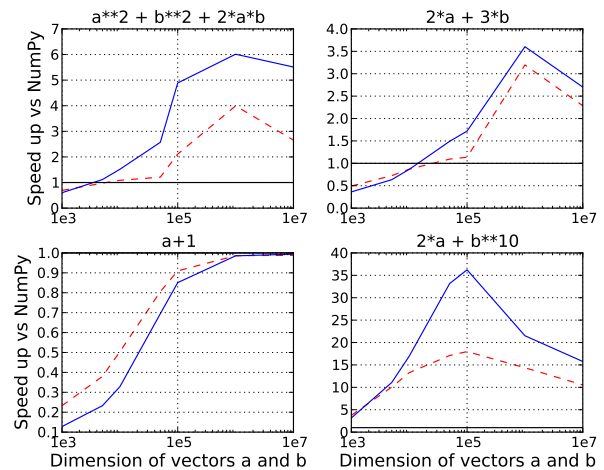 a**2 + b**2 + 2*a*b
2*a + 3*b
Speed up vs NumPy
7
6
5
4
3
2
1
0
1e3
1e5
1e7
4.0
3.5
3.0
2.5
2.0
1.5
1.0
0.5
0.0
1e3
1e5
1e7
a+1
2*a + b**10
Speed up vs NumPy
1.0
0.9
0.8
0.7
0.6
0.5
0.4
0.3
0.2
0.1
1e3
1e5
1e7
40
35
30
25
20
15
10
5
0
1e3
1e5
1e7
Dimension of vectors a and b
Dimension of vectors a and b